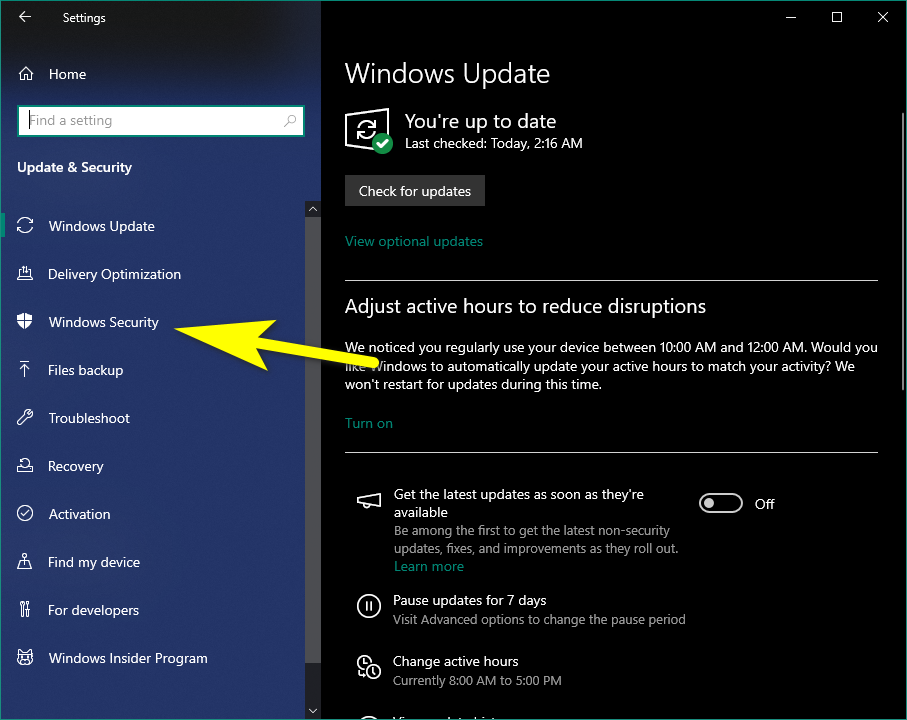 Settings
Home
Find a setting
Update & Security
Windows Update
Delivery Optimization
Windows Security
Files backup
Troubleshoot
Recovery
Activation
Find my device
For developers
Windows Insider Program
Windows Update
You're up to date
Last checked: Today, 2:16 AM
Check for updates
View optional updates
Adjust active hours to reduce disruptions
We noticed you regularly use your device between 10:00 AM and 12:00 AM. Would you
like Windows to automatically update your active hours to match your activity? We
won't restart for updates during this time.
Turn on
Get the latest updates as soon as they're
available
Off
Be among the first to get the latest non-security
updates, fixes, and improvements as they roll out.
Learn more
Pause updates for 7 days
Visit Advanced options to change the pause period
Change active hours
Currently 8:00 AM to 5:00 PM